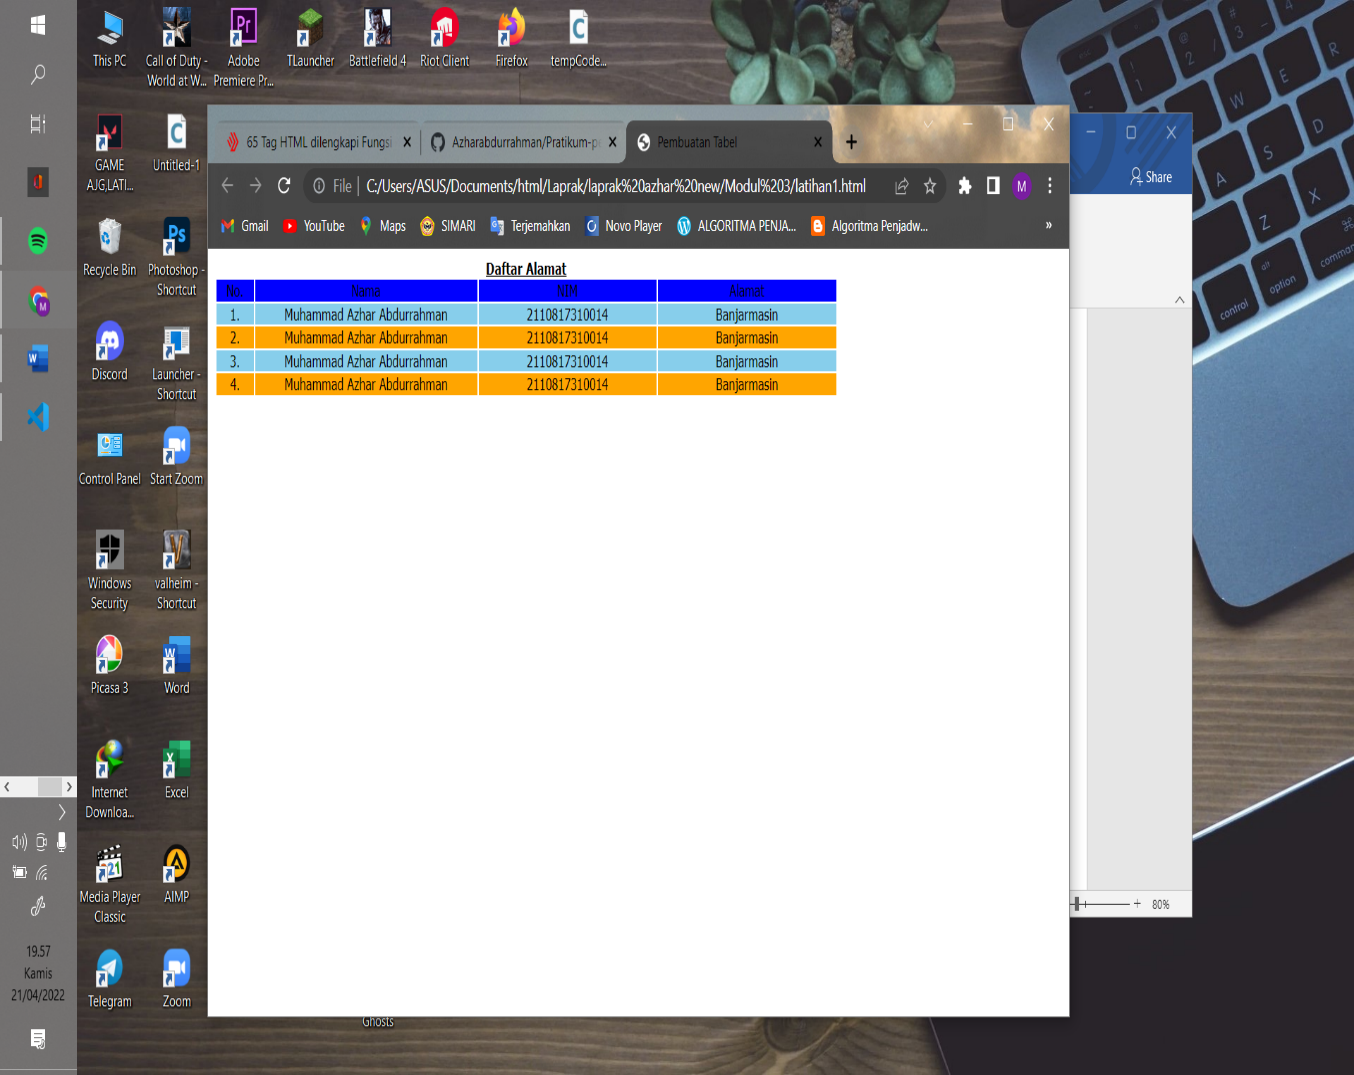 This PC
Call of Duty -
World at W...
Adobe
Premiere Pr...
TLauncher
Battlefield 4
Riot Client
Firefox
tempCode...
GAME
AJG,LATI...
Untitled-1
Recycle Bin
Photoshop -
Shortcut
Discord
Launcher -
Shortcut
Control Panel
Start Zoom
Windows
Security
valheim -
Shortcut
Picasa 3
Word
Internet
Downloa...
Excel
Media Player
Classic
AIMP
Telegram
Zoom
Ghosts
65 Tag HTML dilengkapi Fungsi
Azharabdurrahman/Pratikum-p
Pembuatan Tabel
File
C:/Users/ASUS/Documents/html/Laprak/laprak%20azhar%20new/Modul%203/latihan1.html
M
Gmail YouTube Maps SIMARI Terjemahkan Novo Player ALGORITMA PENJA... Algoritma Penjadw... »
Daftar Alamat
No. Nama NIM Alamat
1. Muhammad Azhar Abdurrahman 2110817310014 Banjarmasin
2. Muhammad Azhar Abdurrahman 2110817310014 Banjarmasin
3. Muhammad Azhar Abdurrahman 2110817310014 Banjarmasin
4. Muhammad Azhar Abdurrahman 2110817310014 Banjarmasin
Share
80%
19.57
Kamis
21/04/2022